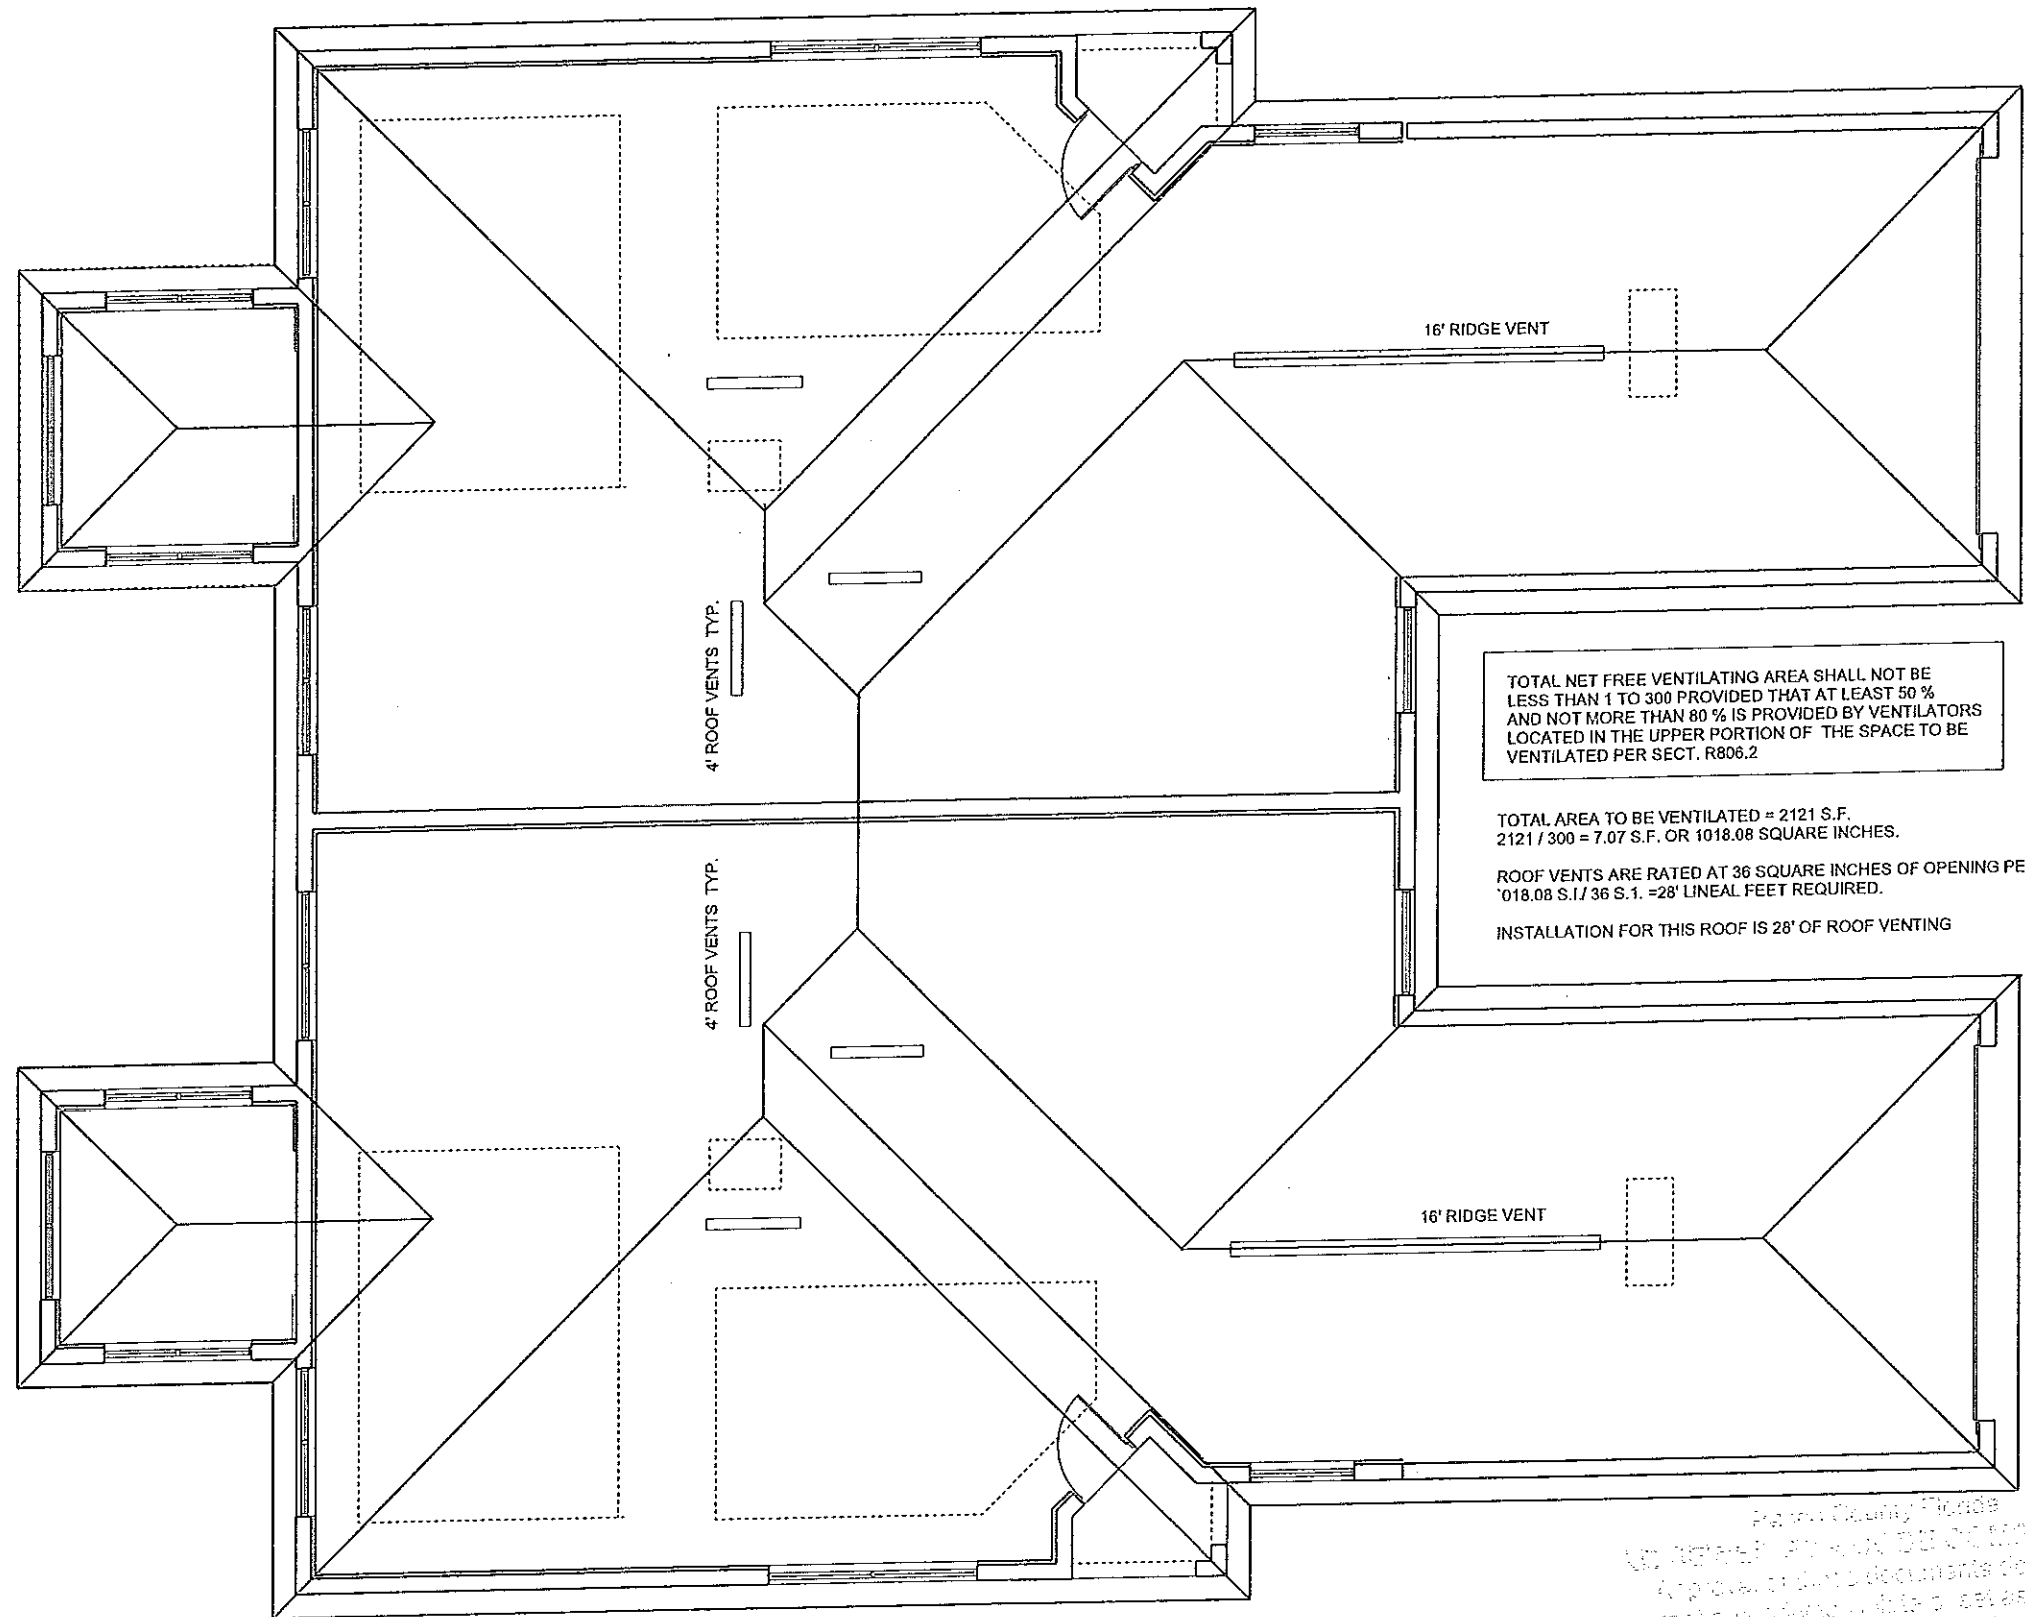 16' RIDGE VENT
4' ROOF VENTS TYP.
TOTAL NET FREE VENTILATING AREA SHALL NOT BE
LESS THAN 1 TO 300 PROVIDED THAT AT LEAST 50 %
AND NOT MORE THAN 80 % IS PROVIDED BY VENTILATORS
LOCATED IN THE UPPER PORTION OF THE SPACE TO BE
VENTILATED PER SECT. R806.2
TOTAL AREA TO BE VENTILATED = 2121 S.F.
2121 / 300 = 7.07 S.F. OR 1018.08 SQUARE INCHES.
ROOF VENTS ARE RATED AT 36 SQUARE INCHES OF OPENING PE
'018.08 S.I./ 36 S.1. =28' LINEAL FEET REQUIRED.
INSTALLATION FOR THIS ROOF IS 28' OF ROOF VENTING
4' ROOF VENTS TYP.
16' RIDGE VENT
County Florida
documents